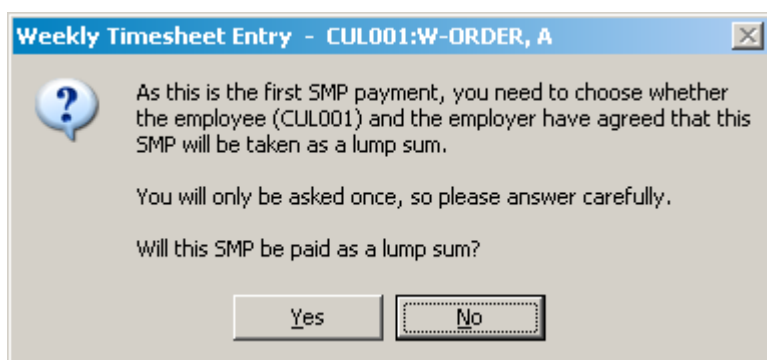 Weekly Timesheet Entry - CUL001:W-ORDER, A
As this is the first SMP payment, you need to choose whether
the employee (CUL001) and the employer have agreed that this
SMP will be taken as a lump sum.
You will only be asked once, so please answer carefully.
Will this SMP be paid as a lump sum?
Yes No